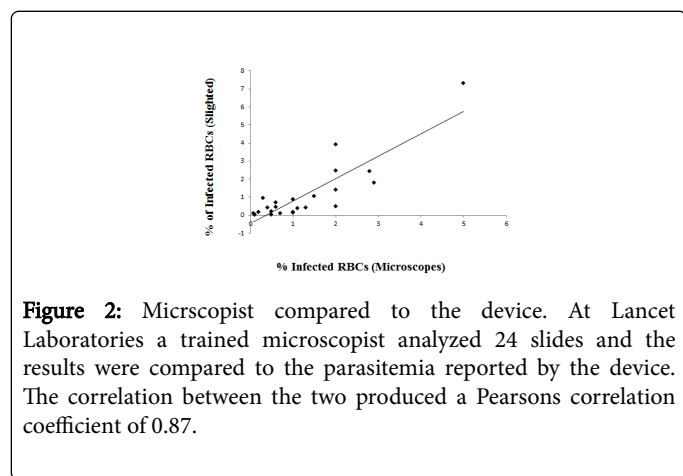 8
7
6
5
4
3
2
1
0
-1
0 1 2 3 4 5 6
% of Infected RBCs (Slighted)
% Infected RBCs (Microscopes)
Figure 2: Micrscopist compared to the device. At Lancet
Laboratories a trained microscopist analyzed 24 slides and the
results were compared to the parasitemia reported by the device.
The correlation between the two produced a Pearsons correlation
coefficient of 0.87.